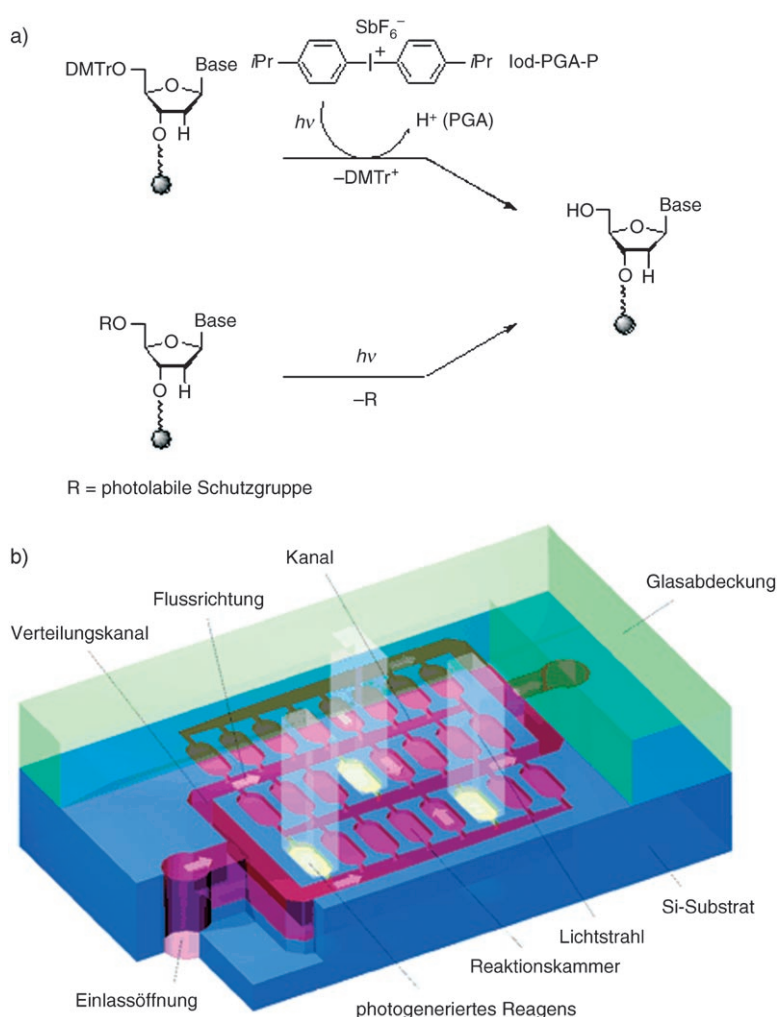 a)
SbF6−
DMTrO
Base
O
O
H
iPr
I+
iPr
Iod-PGA-P
hν
H+ (PGA)
–DMTr+
HO
Base
O
O
H
RO
Base
O
O
H
hν
–R
R = photolabile Schutzgruppe
b)
Kanal
Flussrichtung
Glasabdeckung
Verteilungskanal
Si-Substrat
Lichtstrahl
Reaktionskammer
Einlassöffnung
photogeneriertes Reagens